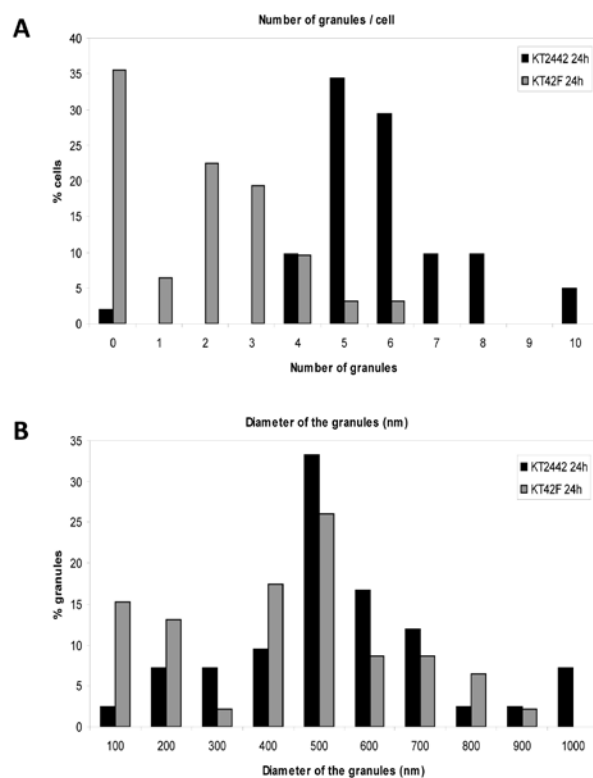 A
Number of granules / cell
KT2442 24h
KT42F 24h
40
35
30
25
20
15
10
5
0
% cells
0 1 2 3 4 5 6 7 8 9 10
Number of granules
B
Diameter of the granules (nm)
KT2442 24h
KT42F 24h
35
30
25
20
15
10
5
0
% granules
100 200 300 400 500 600 700 800 900 1000
Diameter of the granules (nm)